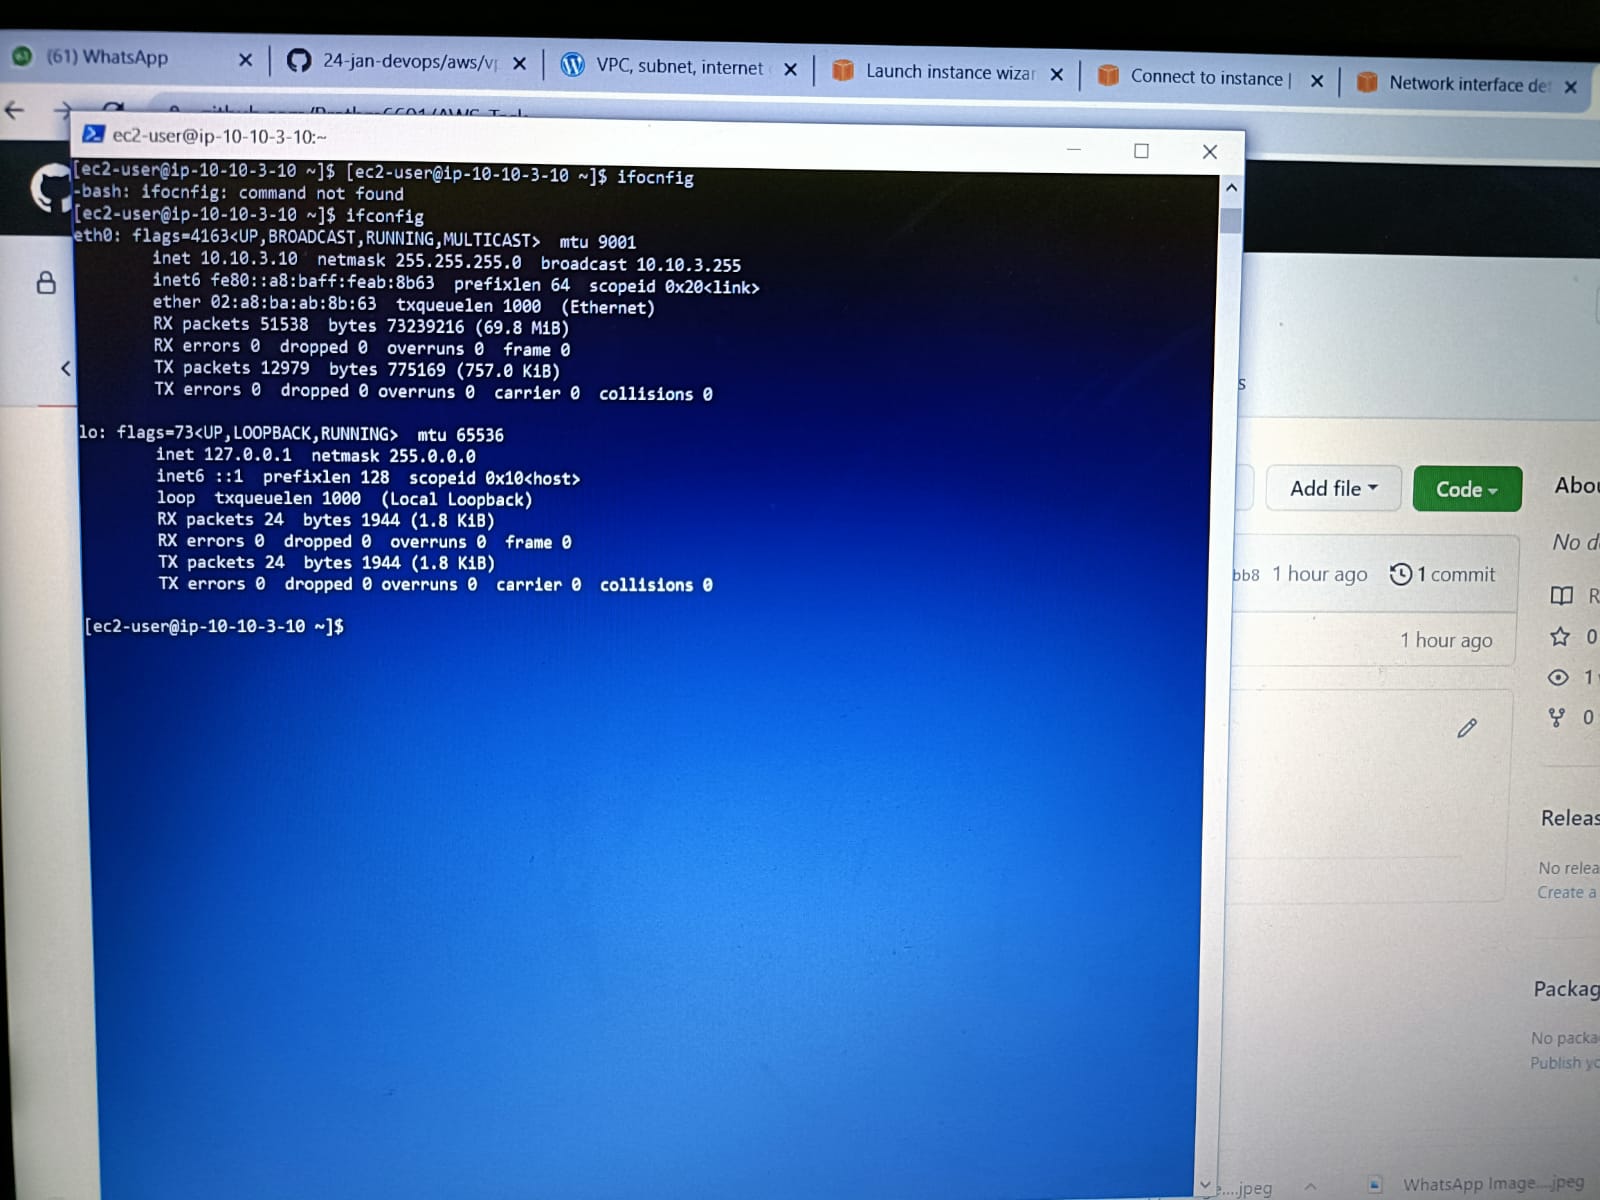 (61) WhatsApp
24-jan-devops/aws/vp
VPC, subnet, internet
Launch instance wizar
Connect to instance |
Network interface de
ec2-user@ip-10-10-3-10:~
[ec2-user@ip-10-10-3-10 ~]$ [ec2-user@ip-10-10-3-10 ~]$ ifocnfig
-bash: ifocnfig: command not found
[ec2-user@ip-10-10-3-10 ~]$ ifconfig
eth0: flags=4163<UP,BROADCAST,RUNNING,MULTICAST>  mtu 9001
inet 10.10.3.10  netmask 255.255.255.0  broadcast 10.10.3.255
inet6 fe80::a8:baff:feab:8b63  prefixlen 64  scopeid 0x20<link>
ether 02:a8:ba:ab:8b:63  txqueuelen 1000  (Ethernet)
RX packets 51538  bytes 73239216 (69.8 MiB)
RX errors 0  dropped 0  overruns 0  frame 0
TX packets 12979  bytes 775169 (757.0 KiB)
TX errors 0  dropped 0 overruns 0  carrier 0  collisions 0
lo: flags=73<UP,LOOPBACK,RUNNING>  mtu 65536
inet 127.0.0.1  netmask 255.0.0.0
inet6 ::1  prefixlen 128  scopeid 0x10<host>
loop  txqueuelen 1000  (Local Loopback)
RX packets 24  bytes 1944 (1.8 KiB)
RX errors 0  dropped 0  overruns 0  frame 0
TX packets 24  bytes 1944 (1.8 KiB)
TX errors 0  dropped 0 overruns 0  carrier 0  collisions 0
[ec2-user@ip-10-10-3-10 ~]$
s
Add file
Code
Abou
No d
bb8 1 hour ago 1 commit
R
1 hour ago
0
1
0
Releas
No relea
Create a
Packag
No packa
Publish yo
e....jpeg
WhatsApp Image....jpeg